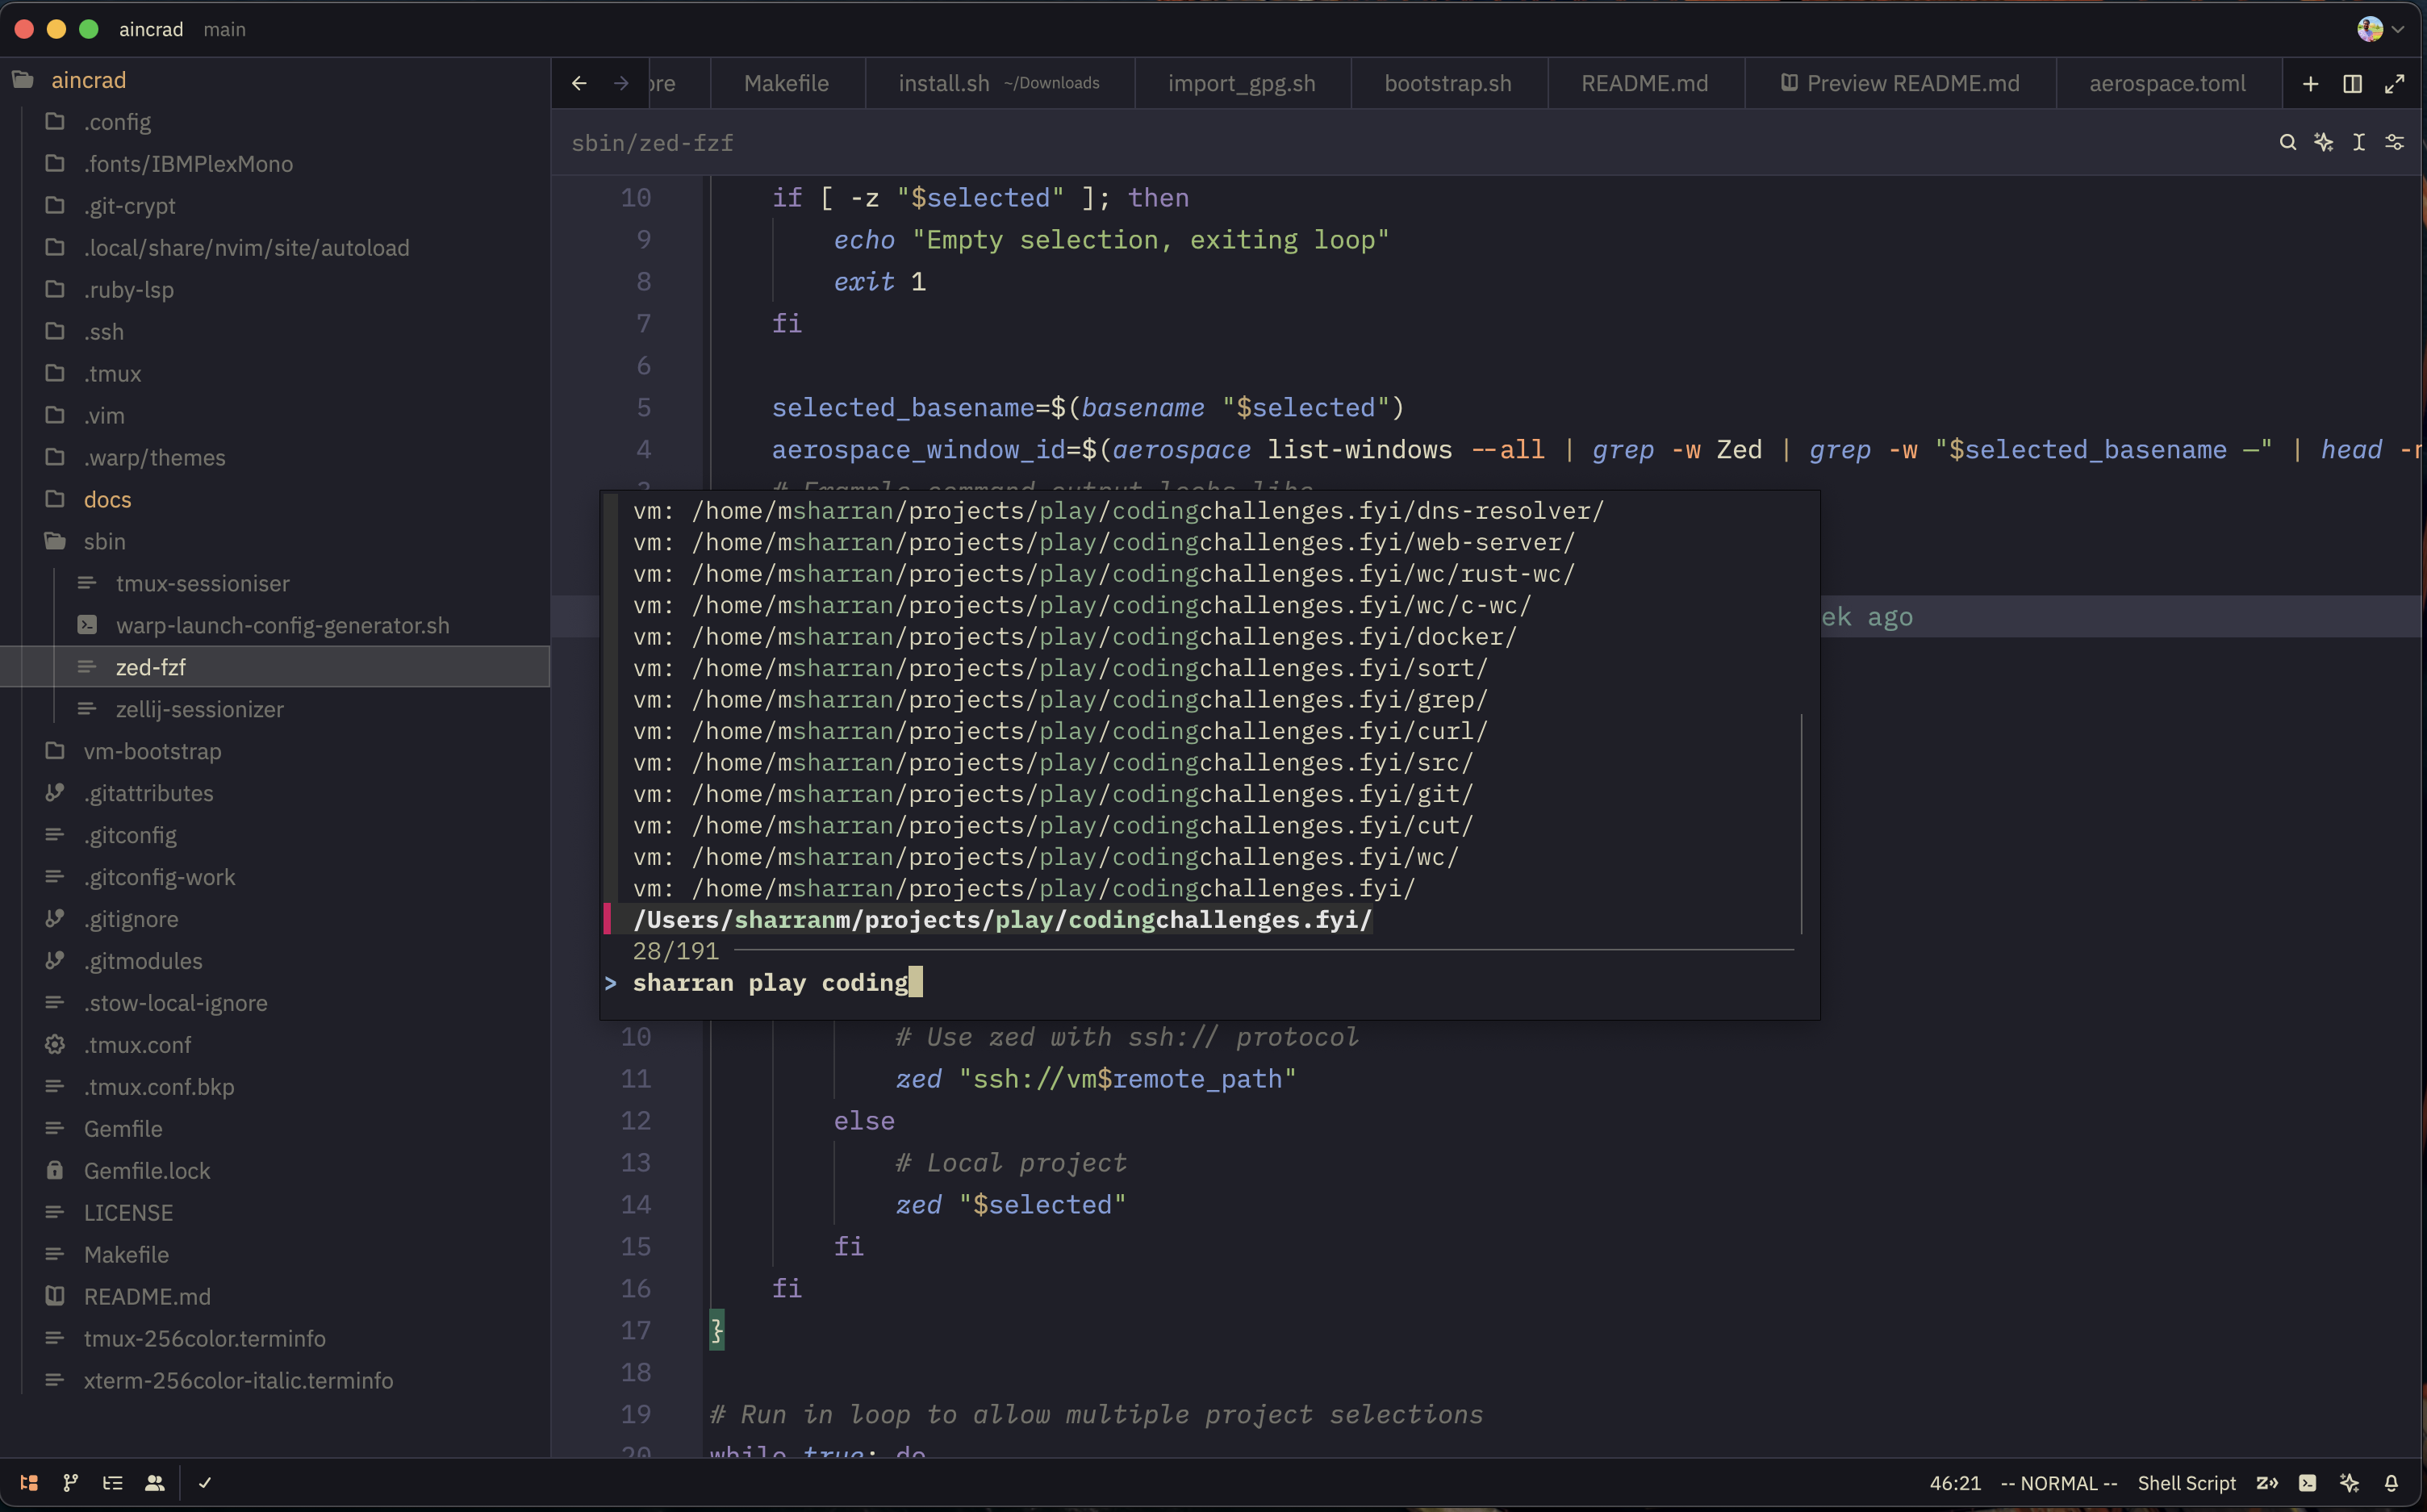 aincrad main
aincrad
.config
.fonts/IBMPlexMono
.git-crypt
.local/share/nvim/site/autoload
.ruby-lsp
.ssh
.tmux
.vim
.warp/themes
docs
sbin
tmux-sessioniser
warp-launch-config-generator.sh
zed-fzf
zellij-sessionizer
vm-bootstrap
.gitattributes
.gitconfig
.gitconfig-work
.gitignore
.gitmodules
.stow-local-ignore
.tmux.conf
.tmux.conf.bkp
Gemfile
Gemfile.lock
LICENSE
Makefile
README.md
tmux-256color.terminfo
xterm-256color-italic.terminfo
ore Makefile install.sh ~/Downloads import_gpg.sh bootstrap.sh README.md Preview README.md aerospace.toml
sbin/zed-fzf
10 if [ -z "$selected" ]; then
9 echo "Empty selection, exiting loop"
8 exit 1
7 fi
6
5 selected_basename=$(basename "$selected")
4 aerospace_window_id=$(aerospace list-windows --all | grep -w Zed | grep -w "$selected_basename —" | head -n
3 # Example command output looks like
ek ago
vm: /home/msharran/projects/play/codingchallenges.fyi/dns-resolver/
vm: /home/msharran/projects/play/codingchallenges.fyi/web-server/
vm: /home/msharran/projects/play/codingchallenges.fyi/wc/rust-wc/
vm: /home/msharran/projects/play/codingchallenges.fyi/wc/c-wc/
vm: /home/msharran/projects/play/codingchallenges.fyi/docker/
vm: /home/msharran/projects/play/codingchallenges.fyi/sort/
vm: /home/msharran/projects/play/codingchallenges.fyi/grep/
vm: /home/msharran/projects/play/codingchallenges.fyi/curl/
vm: /home/msharran/projects/play/codingchallenges.fyi/src/
vm: /home/msharran/projects/play/codingchallenges.fyi/git/
vm: /home/msharran/projects/play/codingchallenges.fyi/cut/
vm: /home/msharran/projects/play/codingchallenges.fyi/wc/
vm: /home/msharran/projects/play/codingchallenges.fyi/
/Users/sharranm/projects/play/codingchallenges.fyi/
28/191
> sharran play coding
10 # Use zed with ssh:// protocol
11 zed "ssh://vm$remote_path"
12 else
13 # Local project
14 zed "$selected"
15 fi
16 fi
17 }
18
19 # Run in loop to allow multiple project selections
20 while true; do
46:21 -- NORMAL -- Shell Script